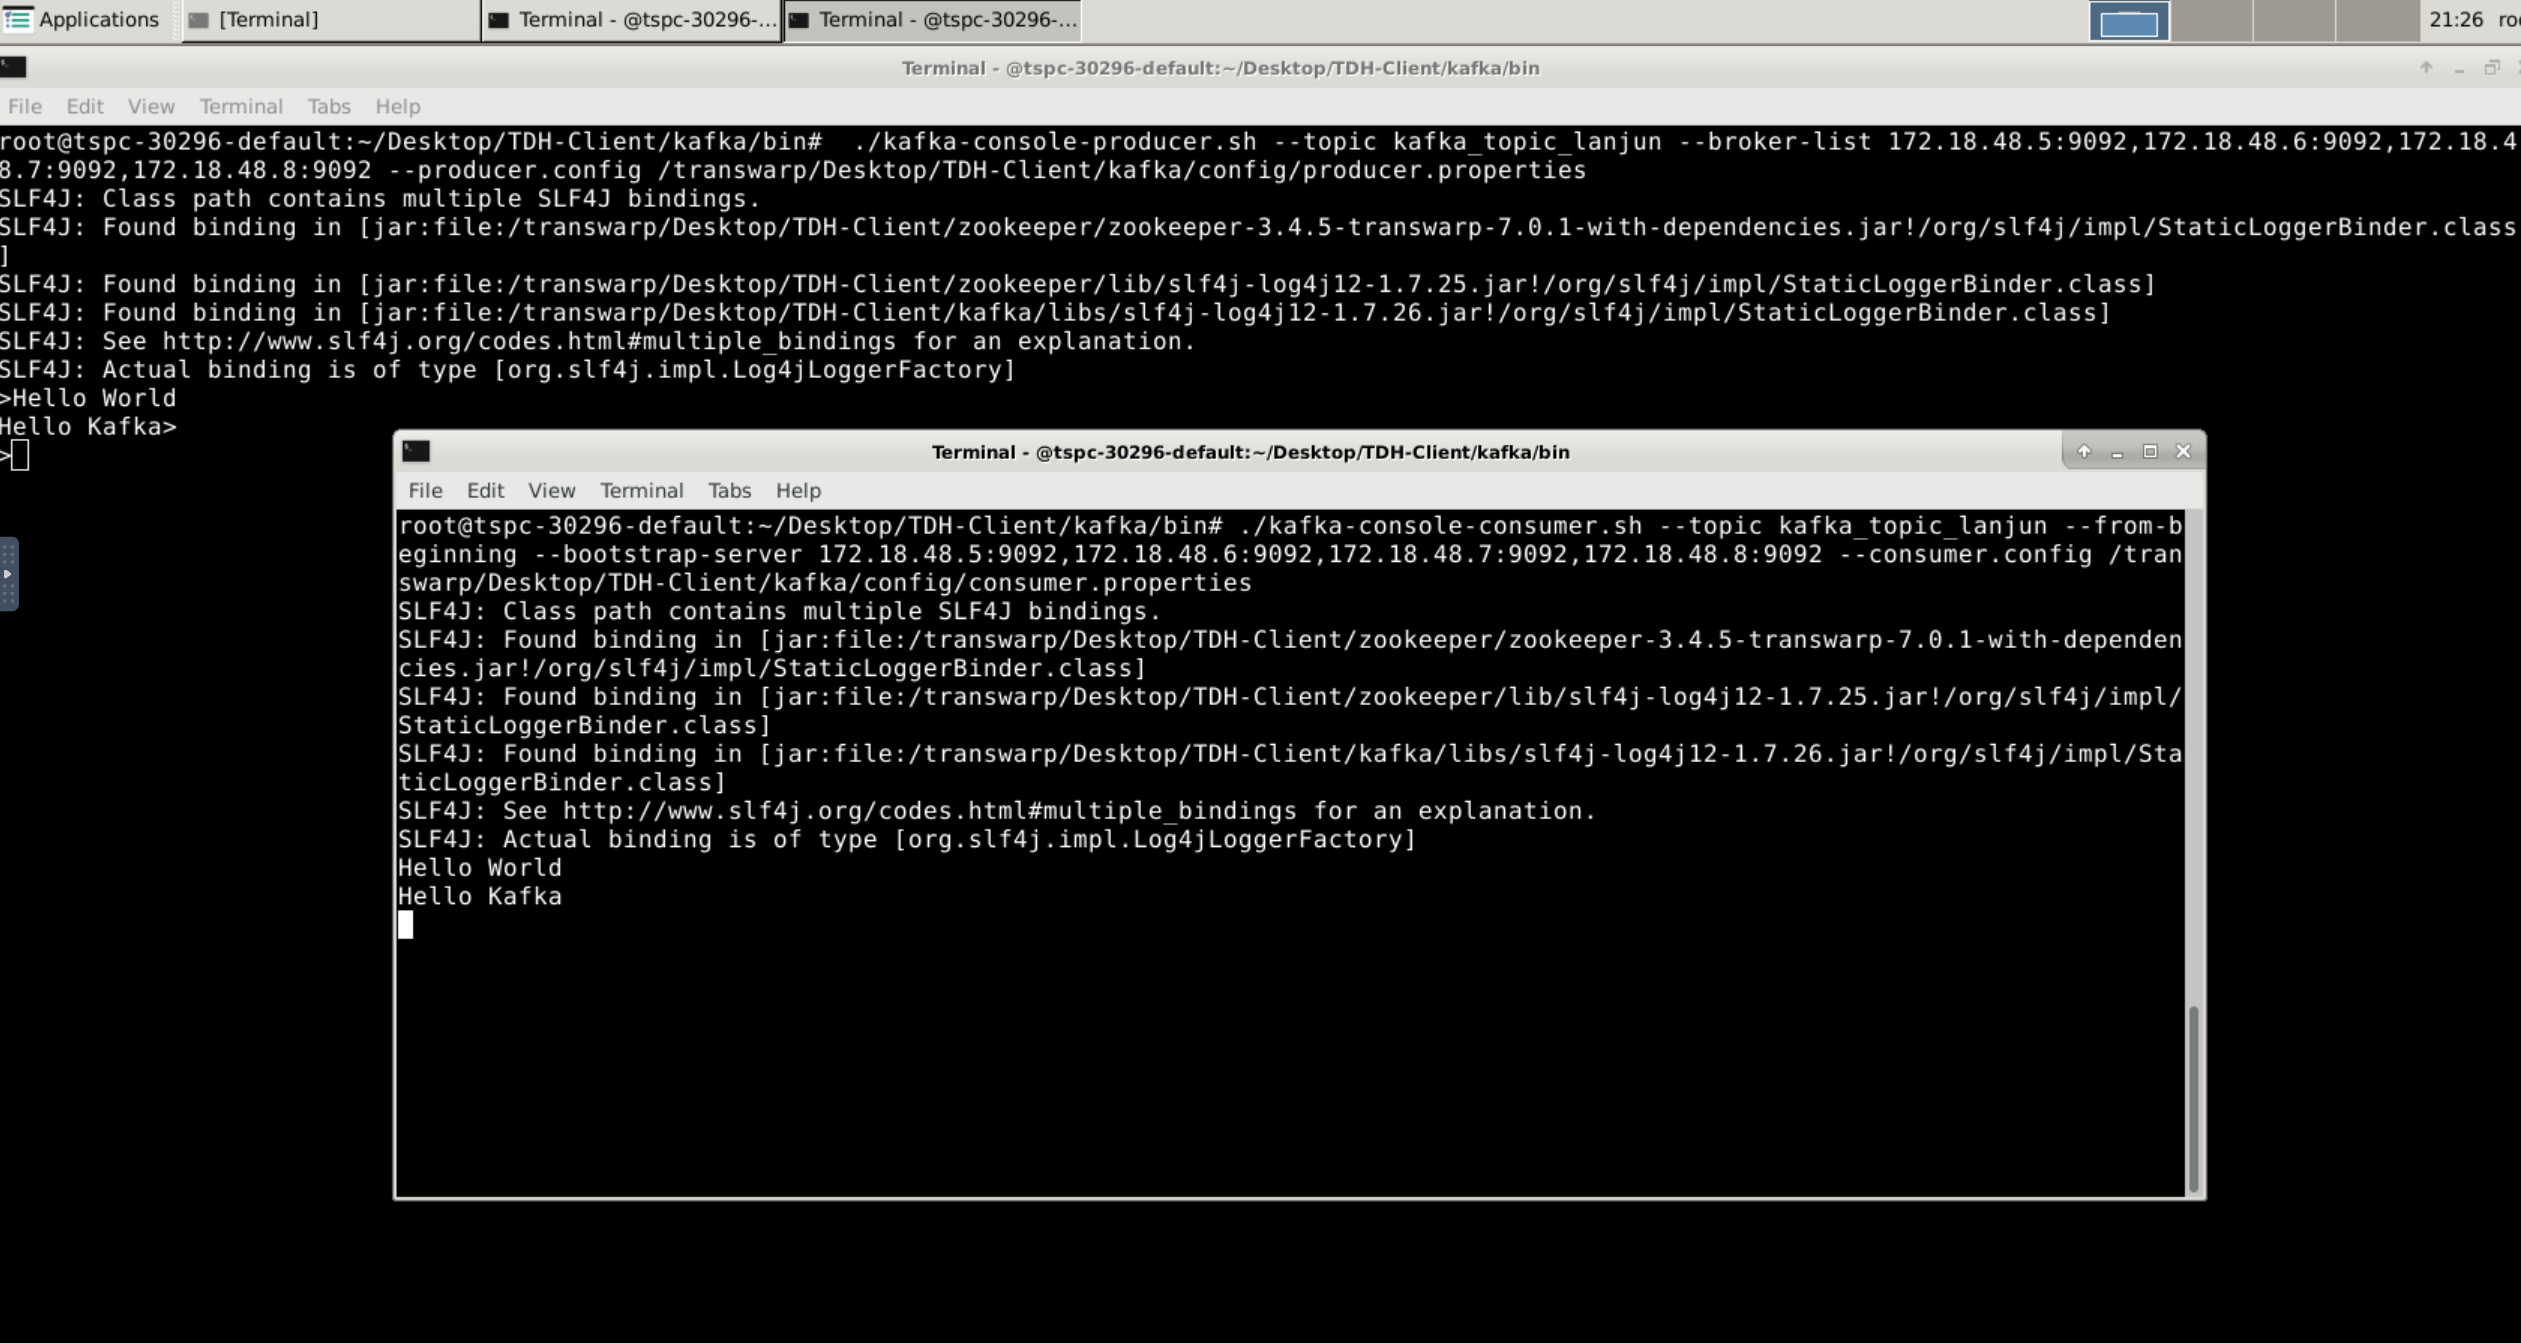 Applications
[Terminal]
Terminal - @tspc-30296-...
Terminal - @tspc-30296-...
21:26
Terminal - @tspc-30296-default:~/Desktop/TDH-Client/kafka/bin
File Edit View Terminal Tabs Help
root@tspc-30296-default:~/Desktop/TDH-Client/kafka/bin#  ./kafka-console-producer.sh --topic kafka_topic_lanjun --broker-list 172.18.48.5:9092,172.18.48.6:9092,172.18.4
8.7:9092,172.18.48.8:9092 --producer.config /transwarp/Desktop/TDH-Client/kafka/config/producer.properties
SLF4J: Class path contains multiple SLF4J bindings.
SLF4J: Found binding in [jar:file:/transwarp/Desktop/TDH-Client/zookeeper/zookeeper-3.4.5-transwarp-7.0.1-with-dependencies.jar!/org/slf4j/impl/StaticLoggerBinder.class
]
SLF4J: Found binding in [jar:file:/transwarp/Desktop/TDH-Client/zookeeper/lib/slf4j-log4j12-1.7.25.jar!/org/slf4j/impl/StaticLoggerBinder.class]
SLF4J: Found binding in [jar:file:/transwarp/Desktop/TDH-Client/kafka/libs/slf4j-log4j12-1.7.26.jar!/org/slf4j/impl/StaticLoggerBinder.class]
SLF4J: See http://www.slf4j.org/codes.html#multiple_bindings for an explanation.
SLF4J: Actual binding is of type [org.slf4j.impl.Log4jLoggerFactory]
>Hello World
Hello Kafka>
>
Terminal - @tspc-30296-default:~/Desktop/TDH-Client/kafka/bin
File Edit View Terminal Tabs Help
root@tspc-30296-default:~/Desktop/TDH-Client/kafka/bin# ./kafka-console-consumer.sh --topic kafka_topic_lanjun --from-b
eginning --bootstrap-server 172.18.48.5:9092,172.18.48.6:9092,172.18.48.7:9092,172.18.48.8:9092 --consumer.config /tran
swarp/Desktop/TDH-Client/kafka/config/consumer.properties
SLF4J: Class path contains multiple SLF4J bindings.
SLF4J: Found binding in [jar:file:/transwarp/Desktop/TDH-Client/zookeeper/zookeeper-3.4.5-transwarp-7.0.1-with-dependen
cies.jar!/org/slf4j/impl/StaticLoggerBinder.class]
SLF4J: Found binding in [jar:file:/transwarp/Desktop/TDH-Client/zookeeper/lib/slf4j-log4j12-1.7.25.jar!/org/slf4j/impl/
StaticLoggerBinder.class]
SLF4J: Found binding in [jar:file:/transwarp/Desktop/TDH-Client/kafka/libs/slf4j-log4j12-1.7.26.jar!/org/slf4j/impl/Sta
ticLoggerBinder.class]
SLF4J: See http://www.slf4j.org/codes.html#multiple_bindings for an explanation.
SLF4J: Actual binding is of type [org.slf4j.impl.Log4jLoggerFactory]
Hello World
Hello Kafka